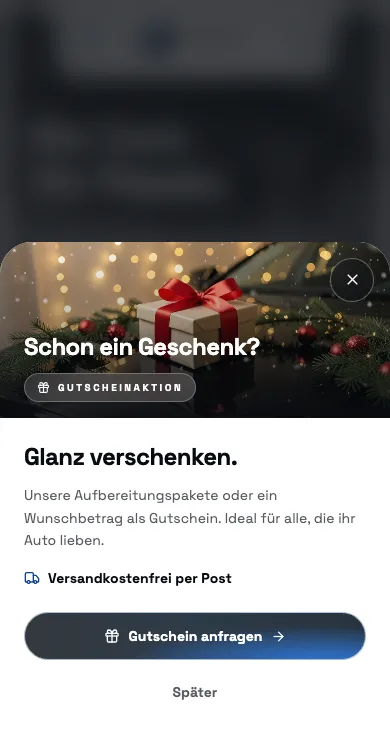 Schon ein Geschenk?
GUTSCHEINAKTION
Glanz verschenken.
Unsere Aufbereitungspakete oder ein
Wunschbetrag als Gutschein. Ideal für alle, die ihr
Auto lieben.
Versandkostenfrei per Post
Gutschein anfragen
Später